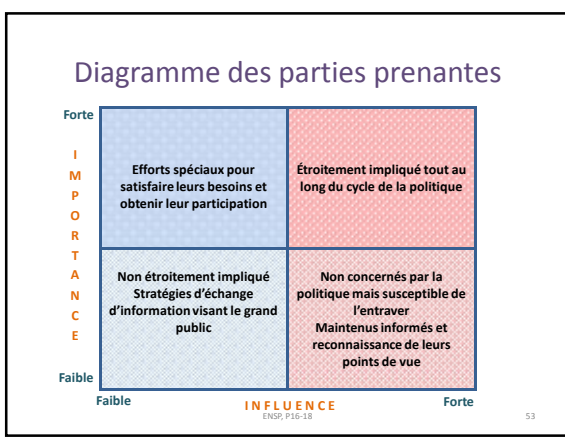 Diagramme des parties prenantes
Forte
I
M
P
O
R
T
A
N
C
E
Efforts spéciaux pour
satisfaire leurs besoins et
obtenir leur participation
Étroitement impliqué tout au
long du cycle de la politique
Non étroitement impliqué
Stratégies d'échange
d'information visant le grand
public
Non concernés par la
politique mais susceptible de
l'entraver
Maintenus informés et
reconnaissance de leurs
points de vue
Faible
Faible
INFLUENCE
Forte
ENSP, P16-18
53